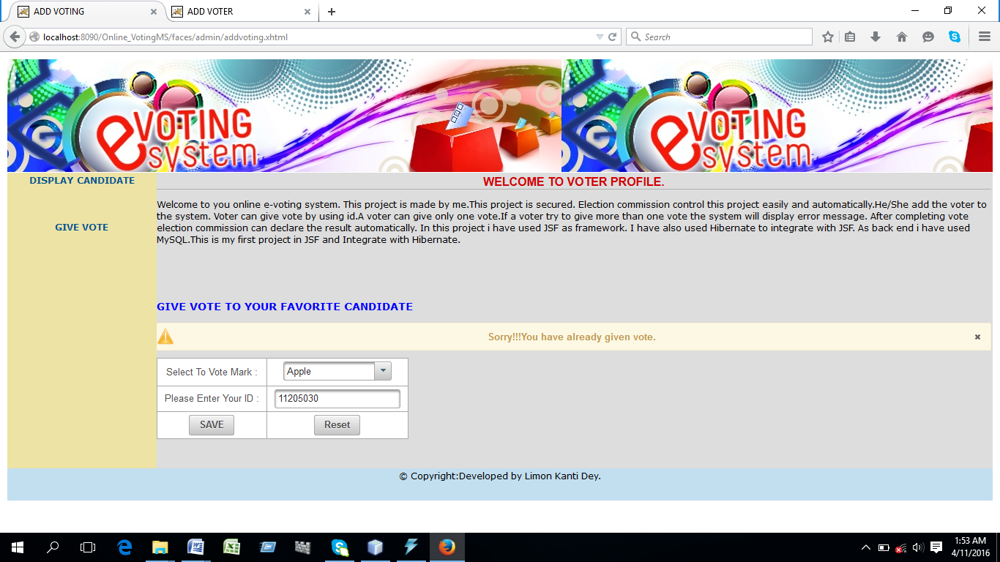 ADD VOTING
ADD VOTER
localhost:8090/Online_VotingMS/faces/admin/addvoting.xhtml
Search
eVOTING
system
eVOTING
system
DISPLAY CANDIDATE
GIVE VOTE
WELCOME TO VOTER PROFILE.
Welcome to you online e-voting system. This project is made by me.This project is secured. Election commission control this project easily and automatically.He/She add the voter to
the system. Voter can give vote by using id.A voter can give only one vote.If a voter try to give more than one vote the system will display error message. After completing vote
election commission can declare the result automatically. In this project i have used JSF as framework. I have also used Hibernate to integrate with JSF. As back end i have used
MySQL.This is my first project in JSF and Integrate with Hibernate.
GIVE VOTE TO YOUR FAVORITE CANDIDATE
Sorry!!!You have already given vote.
Select To Vote Mark :
Apple
Please Enter Your ID :
11205030
SAVE
Reset
© Copyright:Developed by Limon Kanti Dey.
1:53 AM
4/11/2016